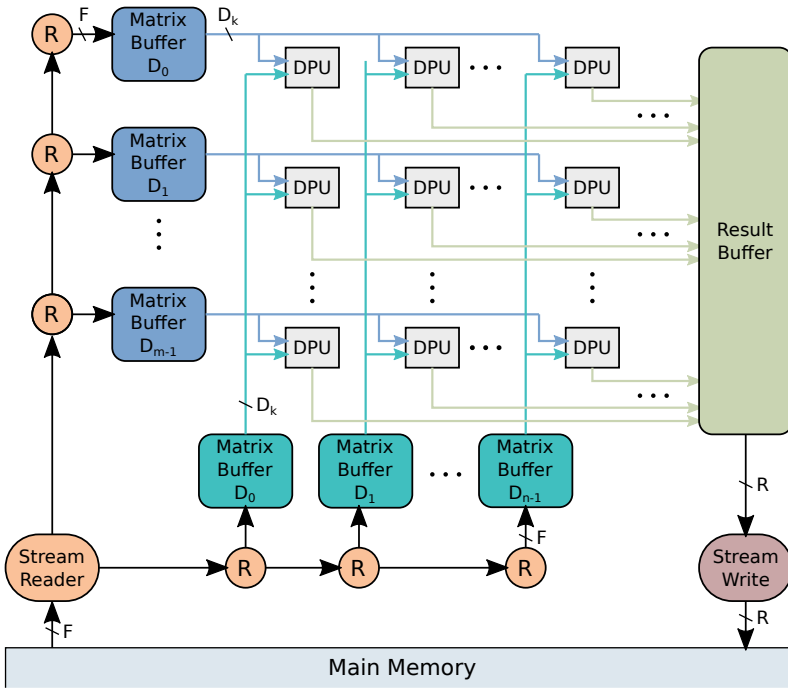 R
F
Matrix
Buffer
D0
Dk
DPU
DPU
...
DPU
...
R
Matrix
Buffer
D1
DPU
DPU
...
DPU
...
Result
Buffer
...
...
...
...
R
Matrix
Buffer
Dm-1
DPU
DPU
...
DPU
...
Dk
Matrix
Buffer
D0
Matrix
Buffer
D1
...
Matrix
Buffer
Dn-1
R
F
Stream
Reader
R
R
R
Stream
Write
F
R
Main Memory